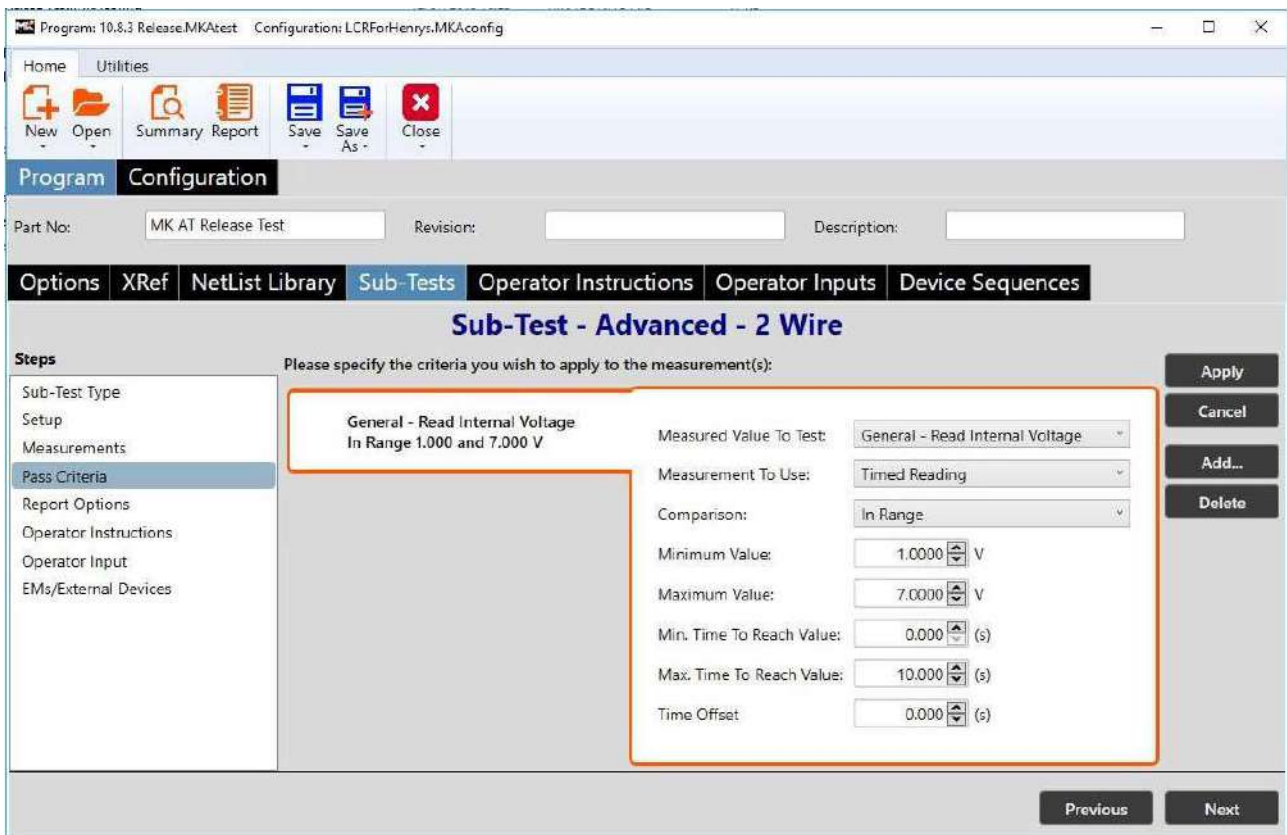 Program: 10.8.3 Release.MKAtest Configuration: LCRForHenrys.MKAconfig
Home Utilities
New Open Summary Report Save Save As Close
Program Configuration
Part No: MK AT Release Test Revision: Description:
Options XRef NetList Library Sub-Tests Operator Instructions Operator Inputs Device Sequences
Sub-Test - Advanced - 2 Wire
Steps
Sub-Test Type
Setup
Measurements
Pass Criteria
Report Options
Operator Instructions
Operator Input
EMs/External Devices
Please specify the criteria you wish to apply to the measurement(s):
General - Read Internal Voltage
In Range 1.000 and 7.000 V
Measured Value To Test: General - Read Internal Voltage
Measurement To Use: Timed Reading
Comparison: In Range
Minimum Value: 1.0000 V
Maximum Value: 7.0000 V
Min. Time To Reach Value: 0.000 (s)
Max. Time To Reach Value: 10.000 (s)
Time Offset 0.000 (s)
Apply
Cancel
Add...
Delete
Previous Next